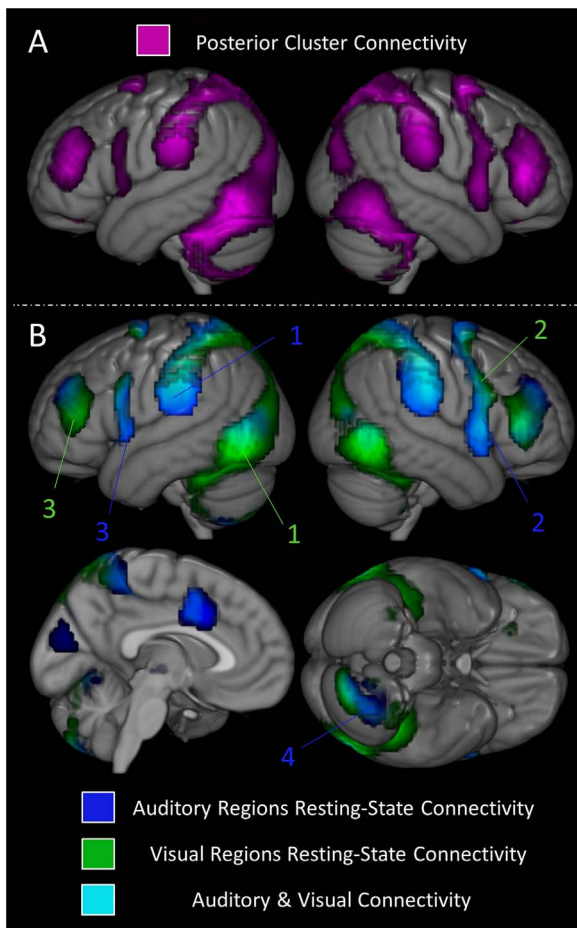 A
Posterior Cluster Connectivity
B
1
2
3
3
1
2
4
Auditory Regions Resting-State Connectivity
Visual Regions Resting-State Connectivity
Auditory & Visual Connectivity